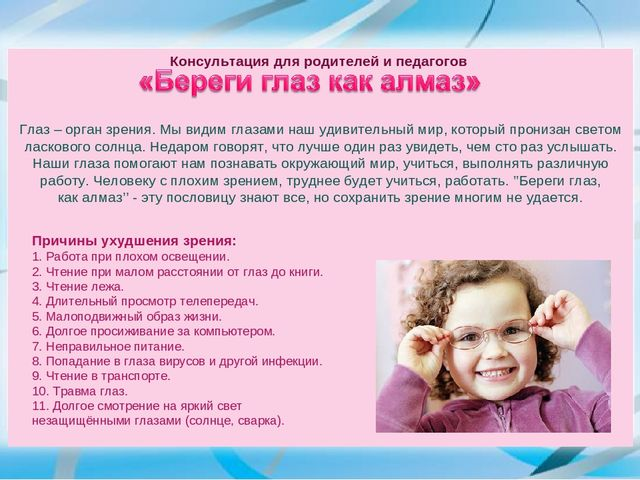 Консультация для родителей и педагогов
«Береги глаз как алмаз»
Глаз – орган зрения. Мы видим глазами наш удивительный мир, который пронизан светом
ласкового солнца. Недаром говорят, что лучше один раз увидеть, чем сто раз услышать.
Наши глаза помогают нам познавать окружающий мир, учиться, выполнять различную
работу. Человеку с плохим зрением, труднее будет учиться, работать. "Береги глаз,
как алмаз" - эту пословицу знают все, но сохранить зрение многим не удается.
Причины ухудшения зрения:
1. Работа при плохом освещении.
2. Чтение при малом расстоянии от глаз до книги.
3. Чтение лежа.
4. Длительный просмотр телепередач.
5. Малоподвижный образ жизни.
6. Долгое просиживание за компьютером.
7. Неправильное питание.
8. Попадание в глаза вирусов и другой инфекции.
9. Чтение в транспорте.
10. Травма глаз.
11. Долгое смотрение на яркий свет
незащищёнными глазами (солнце, сварка).